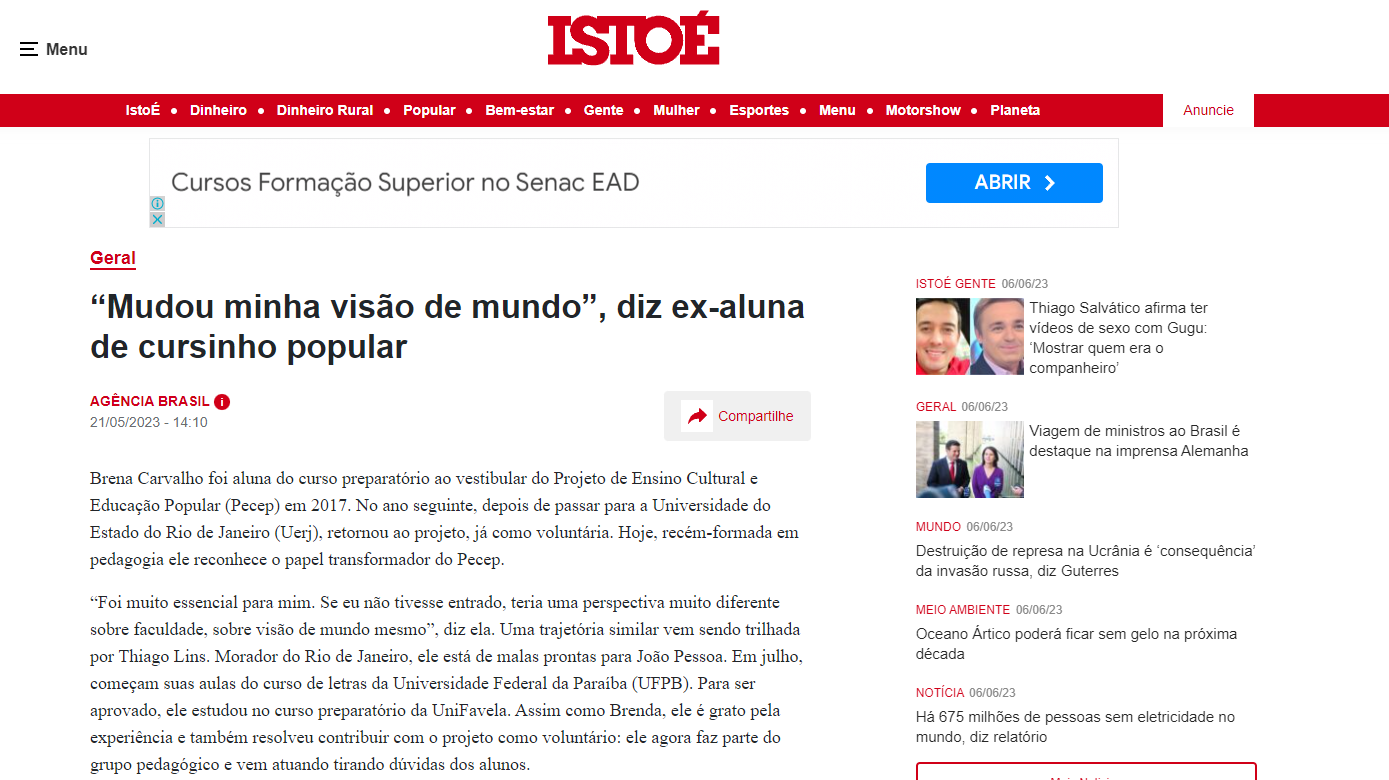 Menu
ISTOÉ
IstoÉ • Dinheiro • Dinheiro Rural • Popular • Bem-estar • Gente • Mulher • Esportes • Menu • Motorshow • Planeta
Anuncie
Cursos Formação Superior no Senac EAD
ABRIR
Geral
“Mudou minha visão de mundo”, diz ex-aluna
de cursinho popular
AGÊNCIA BRASIL i
21/05/2023 - 14:10
Compartilhe
Brena Carvalho foi aluna do curso preparatório ao vestibular do Projeto de Ensino Cultural e
Educação Popular (Pecep) em 2017. No ano seguinte, depois de passar para a Universidade do
Estado do Rio de Janeiro (Uerj), retornou ao projeto, já como voluntária. Hoje, recém-formada em
pedagogia ele reconhece o papel transformador do Pecep.
“Foi muito essencial para mim. Se eu não tivesse entrado, teria uma perspectiva muito diferente
sobre faculdade, sobre visão de mundo mesmo”, diz ela. Uma trajetória similar vem sendo trilhada
por Thiago Lins. Morador do Rio de Janeiro, ele está de malas prontas para João Pessoa. Em julho,
começam suas aulas do curso de letras da Universidade Federal da Paraíba (UFPB). Para ser
aprovado, ele estudou no curso preparatório da UniFavela. Assim como Brenda, ele é grato pela
experiência e também resolveu contribuir com o projeto como voluntário: ele agora faz parte do
grupo pedagógico e vem atuando tirando dúvidas dos alunos.
ISTOÉ GENTE 06/06/23
Thiago Salvático afirma ter
vídeos de sexo com Gugu:
‘Mostrar quem era o
companheiro’
GERAL 06/06/23
Viagem de ministros ao Brasil é
destaque na imprensa Alemanha
MUNDO 06/06/23
Destruição de represa na Ucrânia é ‘consequência’
da invasão russa, diz Guterres
MEIO AMBIENTE 06/06/23
Oceano Ártico poderá ficar sem gelo na próxima
década
NOTÍCIA 06/06/23
Há 675 milhões de pessoas sem eletricidade no
mundo, diz relatório